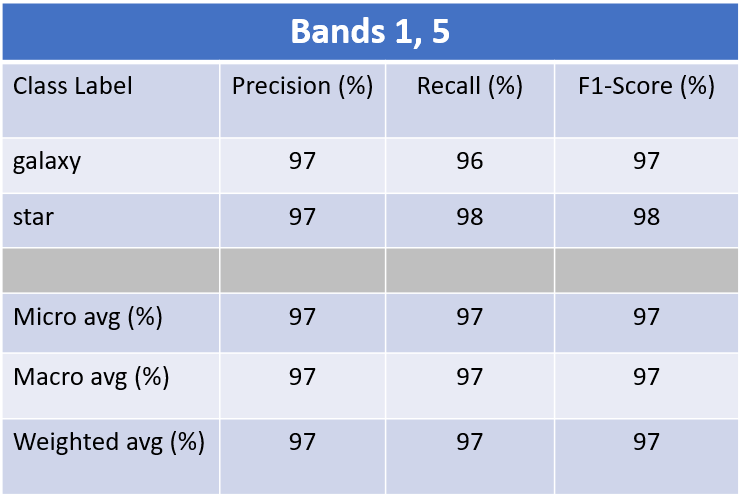 Bands 1, 5
Class Label Precision (%) Recall (%) F1-Score (%)
galaxy 97 96 97
star 97 98 98
Micro avg (%) 97 97 97
Macro avg (%) 97 97 97
Weighted avg (%) 97 97 97